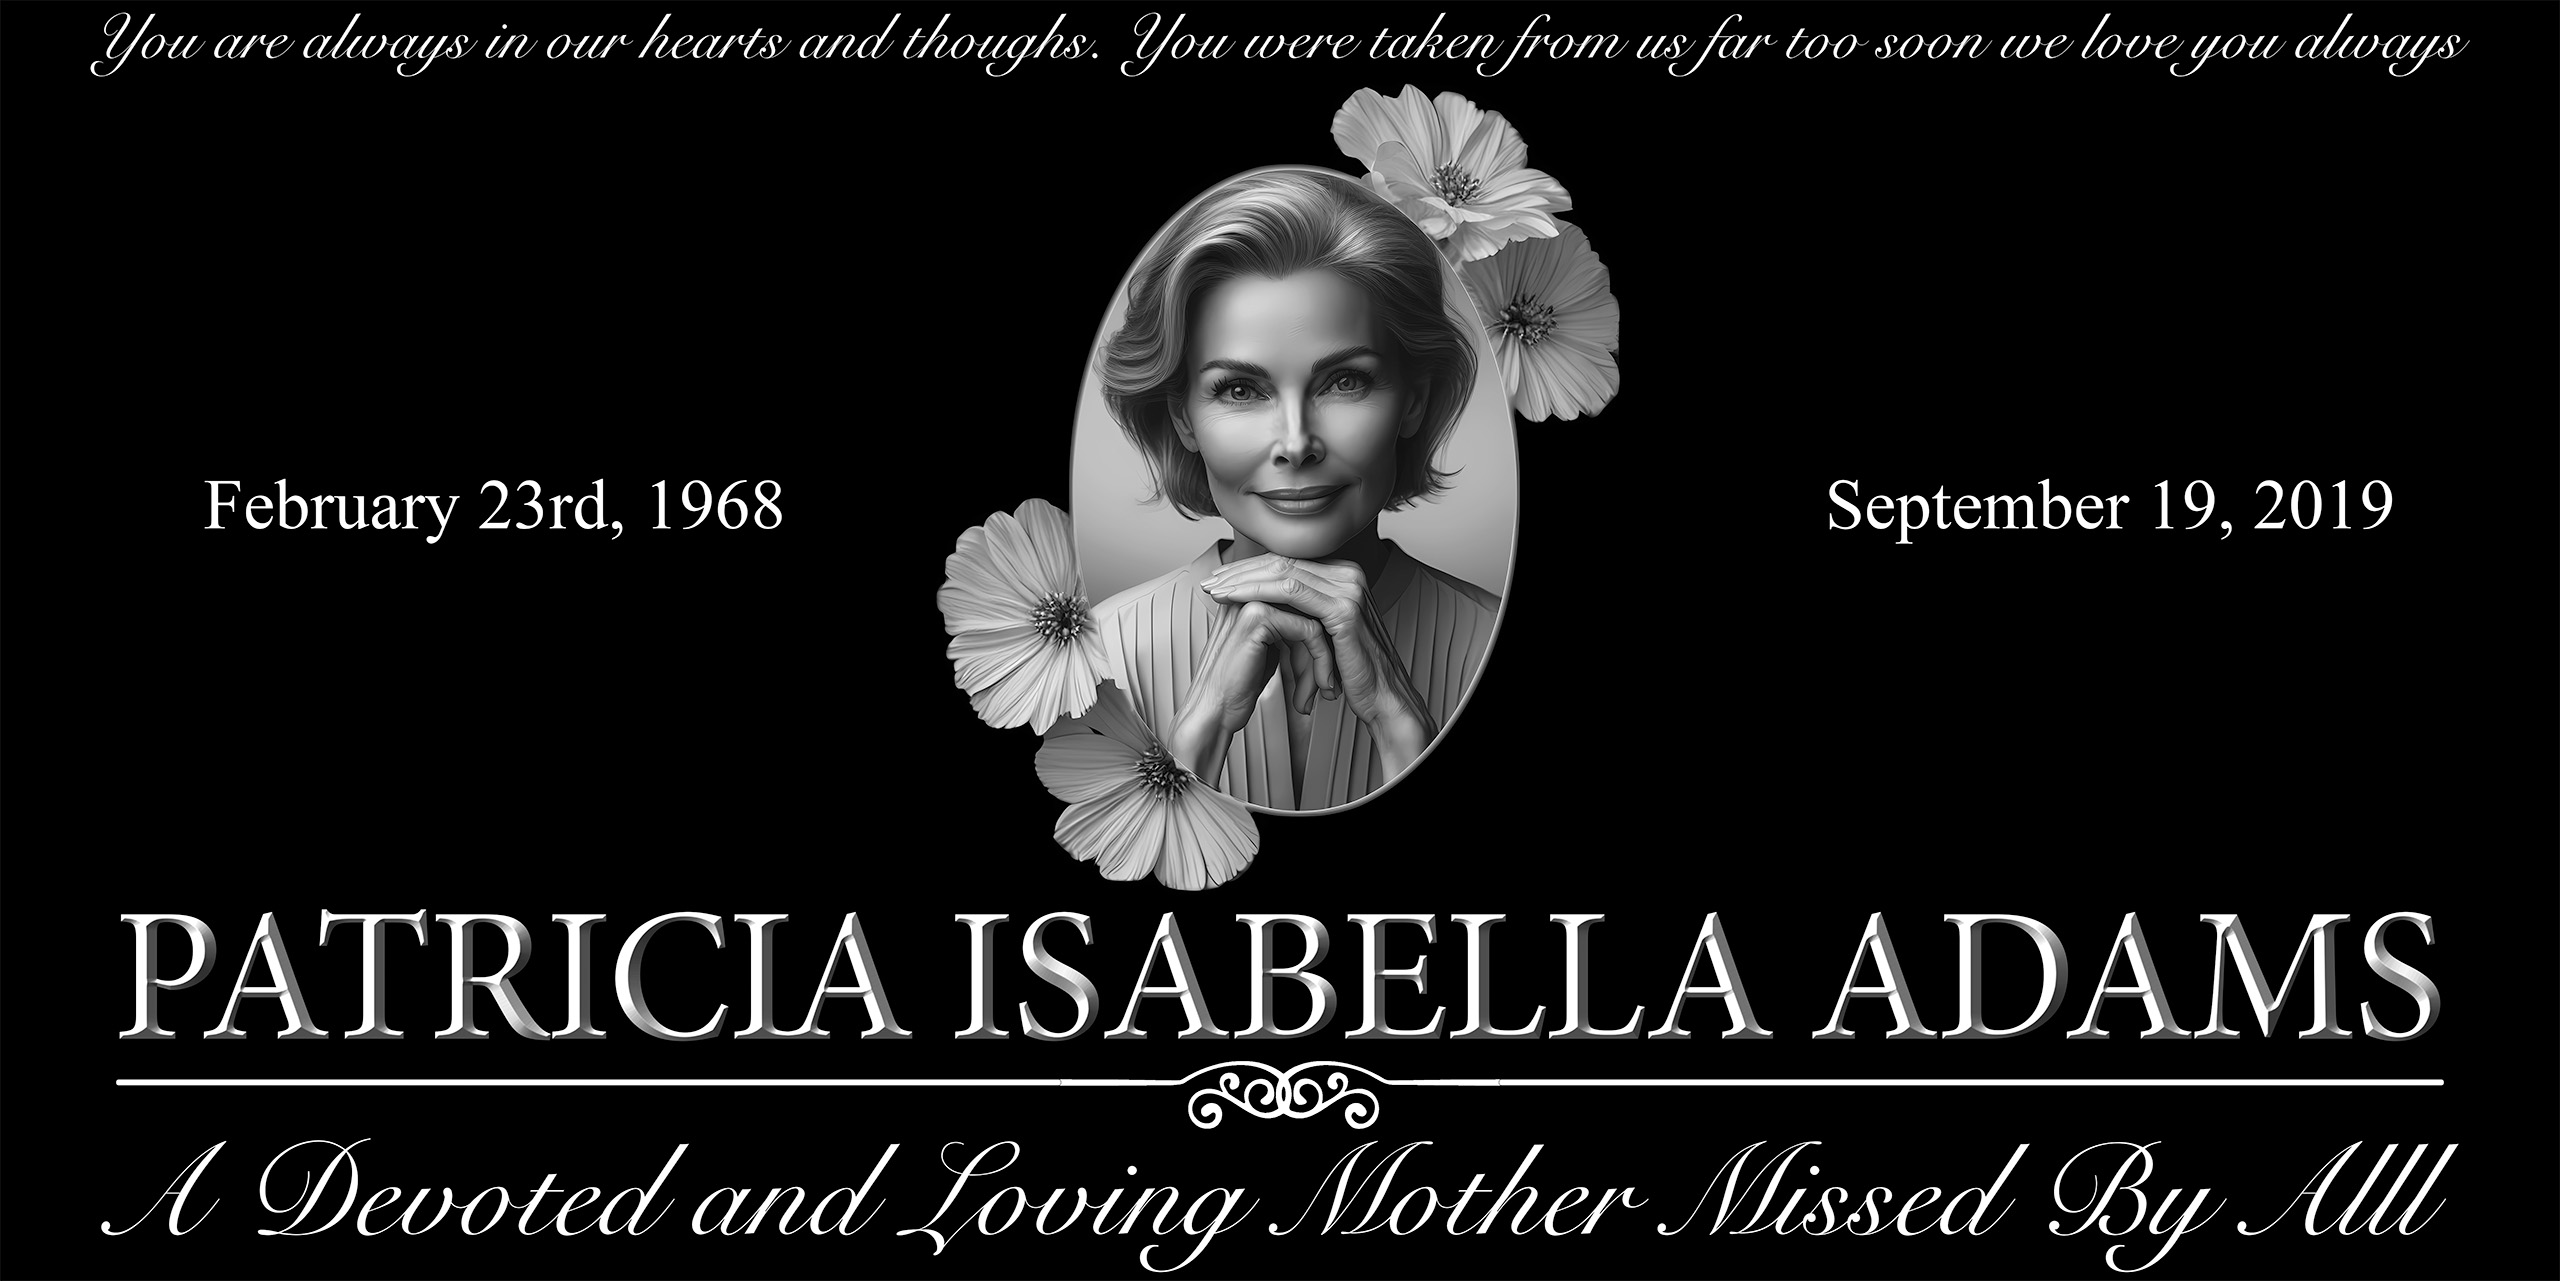 You are always in our hearts and thoughs. You were taken from us far too soon we love you always
February 23rd, 1968
September 19, 2019
PATRICIA ISABELLA ADAMS
A Devoted and Loving Mother Missed By Alll